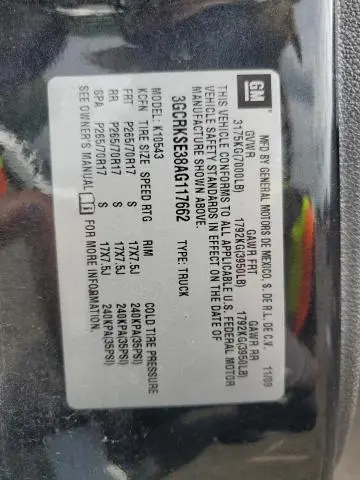 GM
MFD BY GENERAL MOTORS DE MEXICO, S. DE R.L. DE C.V. 11/09
GVWR GAWR FRT GAWR RR
3175KG(7000LB) 1792KG(3950LB) 1792KG(3950LB)
THIS VEHICLE CONFORMS TO ALL APPLICABLE U.S. FEDERAL MOTOR
VEHICLE SAFETY STANDARDS IN EFFECT ON THE DATE OF
MANUFACTURE SHOWN ABOVE.
3GCRKSE38AG117662 TYPE: TRUCK
MODEL: K10543
KCFN TIRE SIZE SPEED RTG RIM COLD TIRE PRESSURE
FRT P265/70R17 S 17X7.5J 240KPA(35PSI)
RR P265/70R17 S 17X7.5J 240KPA(35PSI)
SPA P265/70R17 S 17X7.5J 240KPA(35PSI)
SEE OWNER'S MANUAL FOR MORE INFORMATION.